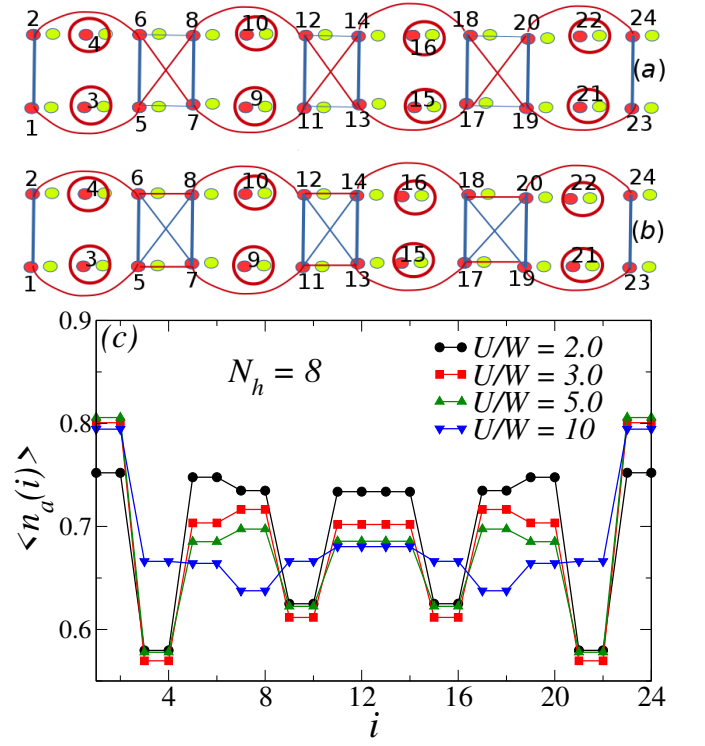 2 4 6 8 10 12 14 16 18 20 22 24
(a)
1 3 5 7 9 11 13 15 17 19 21 23
2 4 6 8 10 12 14 16 18 20 22 24
(b)
1 3 5 7 9 11 13 15 17 19 21 23
(c)
N_h = 8
U/W = 2.0
U/W = 3.0
U/W = 5.0
U/W = 10
0.9
0.8
0.7
0.6
<n_a(i)>
4 8 12 16 20 24
i